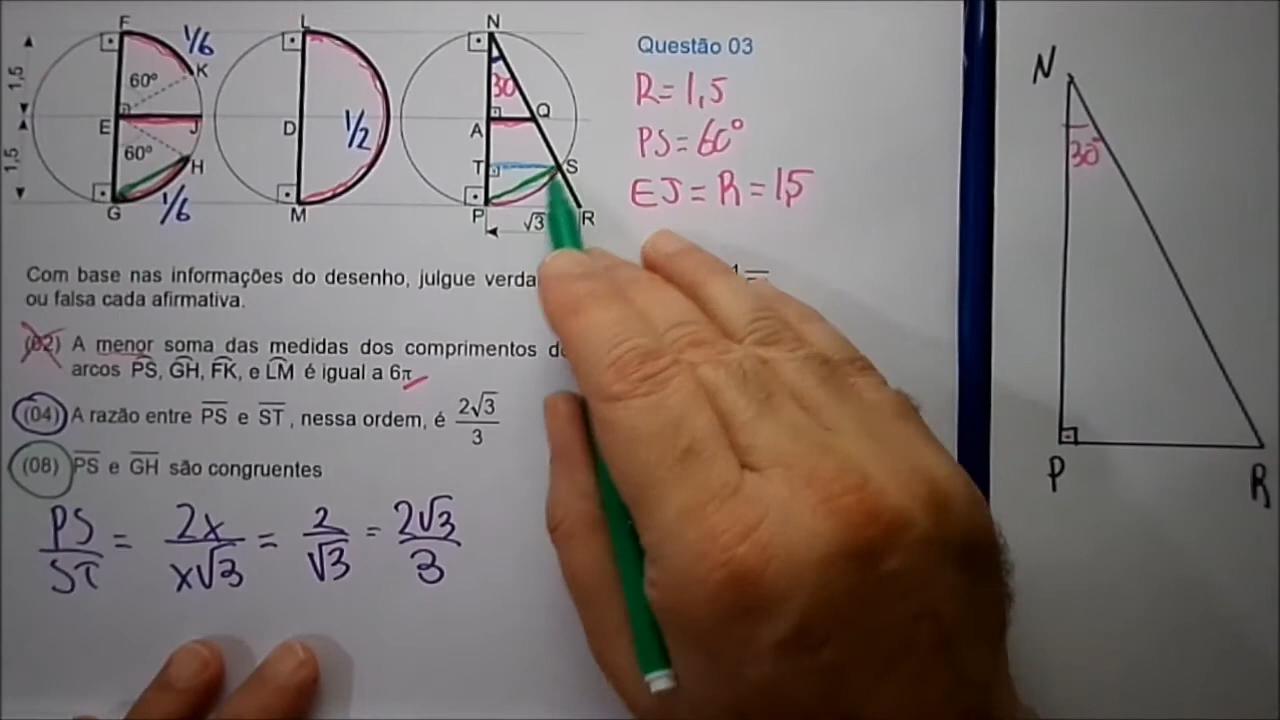 F
1/6
60°
K
E
J
60°
H
G
1/6
1,5
1,5
L
D
1/2
M
N
30
Q
A
T
S
P
√3
R
Questão 03
R = 1,5
PS = 60°
EJ = R = 1,5
Com base nas informações do desenho, julgue
ou falsa cada afirmativa.
(02) A menor soma das medidas dos comprimentos
arcos PS, GH, FK, e LM é igual a 6π
(04) A razão entre PS e ST, nessa ordem, é 2√3/3
(08) PS e GH são congruentes
PS/ST = 2x/x√3 = 2/√3 = 2√3/3
N
30°
P
R